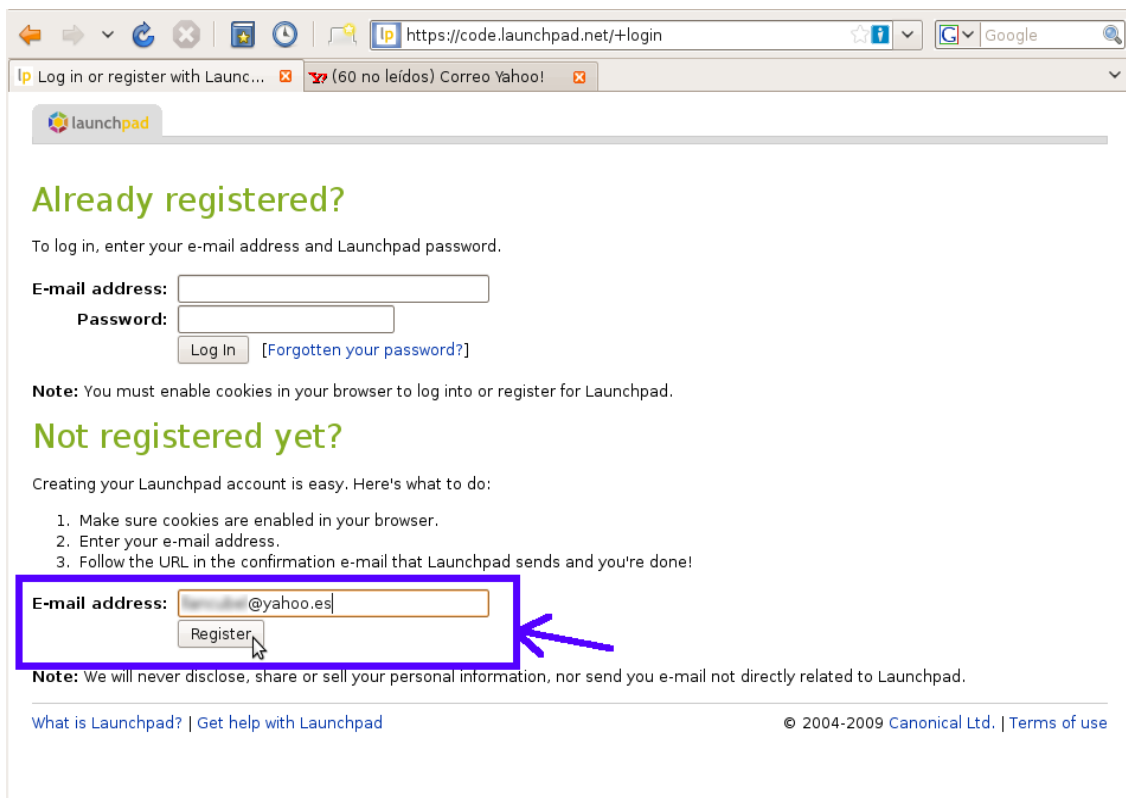 https://code.launchpad.net/+login
Google
Log in or register with Launc...
(60 no leídos) Correo Yahoo!
launchpad
Already registered?
To log in, enter your e-mail address and Launchpad password.
E-mail address:
Password:
Log In [Forgotten your password?]
Note: You must enable cookies in your browser to log into or register for Launchpad.
Not registered yet?
Creating your Launchpad account is easy. Here's what to do:
1. Make sure cookies are enabled in your browser.
2. Enter your e-mail address.
3. Follow the URL in the confirmation e-mail that Launchpad sends and you're done!
E-mail address: @yahoo.es
Register
Note: We will never disclose, share or sell your personal information, nor send you e-mail not directly related to Launchpad.
What is Launchpad? | Get help with Launchpad © 2004-2009 Canonical Ltd. | Terms of use